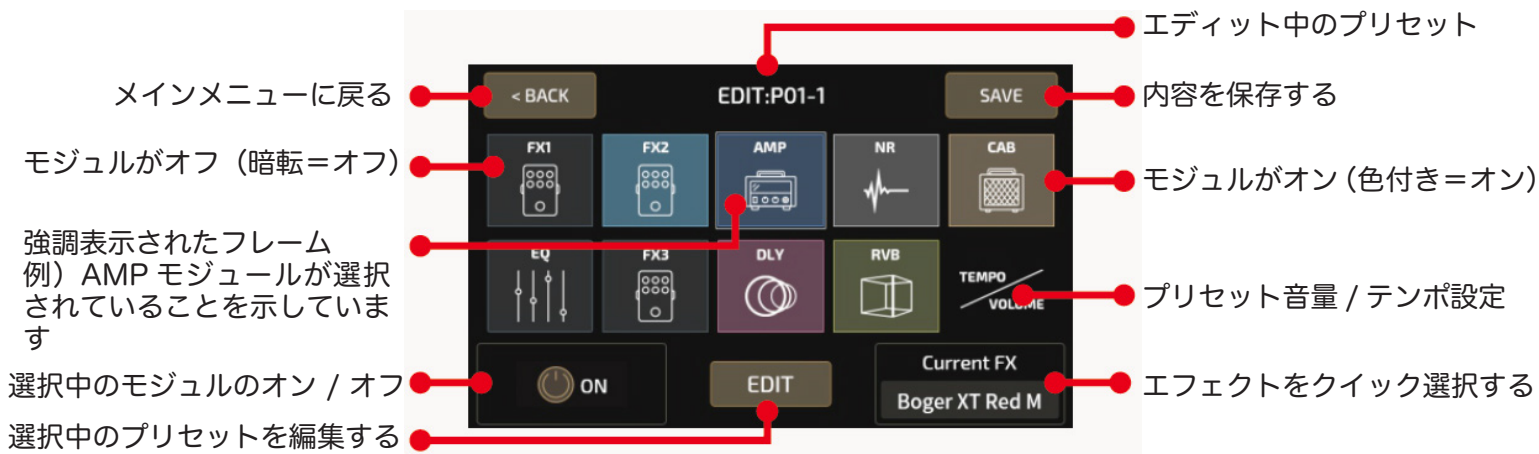 エディット中のプリセット
メインメニューに戻る
< BACK
EDIT:P01-1
SAVE
内容を保存する
モジュルがオフ（暗転＝オフ）
FX1
FX2
AMP
NR
CAB
モジュルがオン（色付き＝オン）
強調表示されたフレーム
例）AMP モジュールが選択
されていることを示していま
す
EQ
FX3
DLY
RVB
TEMPO
VOLUME
プリセット音量 / テンポ設定
選択中のモジュルのオン / オフ
ON
EDIT
Current FX
Boger XT Red M
エフェクトをクイック選択する
選択中のプリセットを編集する